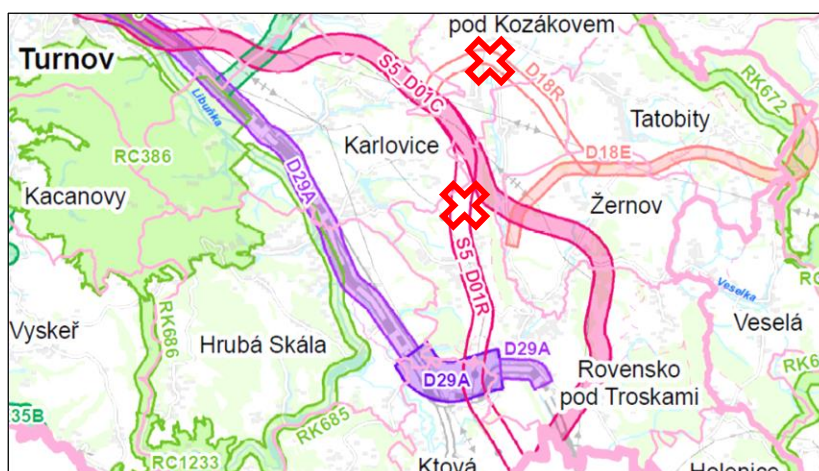 pod Kozákovem
Turnov
S5_D01C
D18R
RK672
Libuňka
Tatobity
Karlovice
D18E
RC386
D29A
Kacanovy
Žernov
S5_D01R
Veselka
RK686
Vyskeř
Hrubá Skála
Veselá
D29A
D29A
Rovensko
pod Troskami
35B
RK685
RC1233
Ktová
Holenice